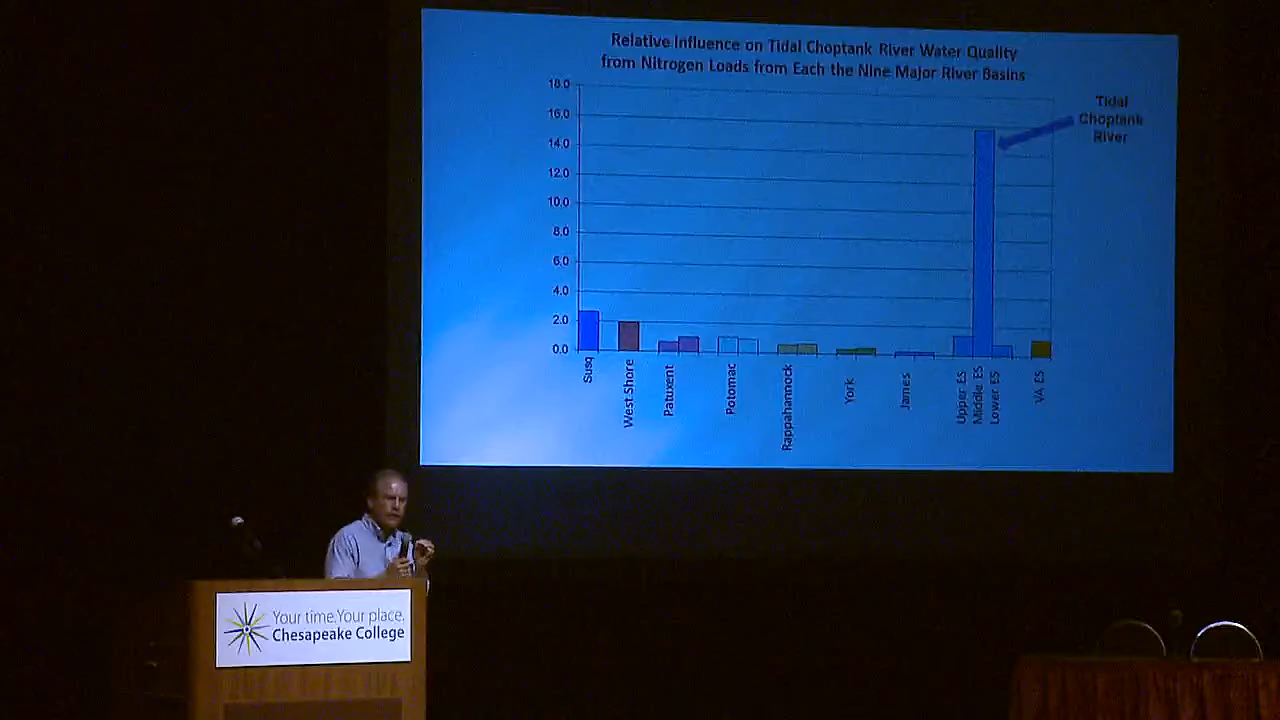 Relative Influence on Tidal Choptank River Water Quality
from Nitrogen Loads from Each the Nine Major River Basins
18.0
16.0
14.0
12.0
10.0
8.0
6.0
4.0
2.0
0.0
Tidal
Choptank
River
Susq
West Shore
Patuxent
Potomac
Rappahannock
York
James
Upper ES
Middle ES
Lower ES
VA ES
Your time.Your place.
Chesapeake College